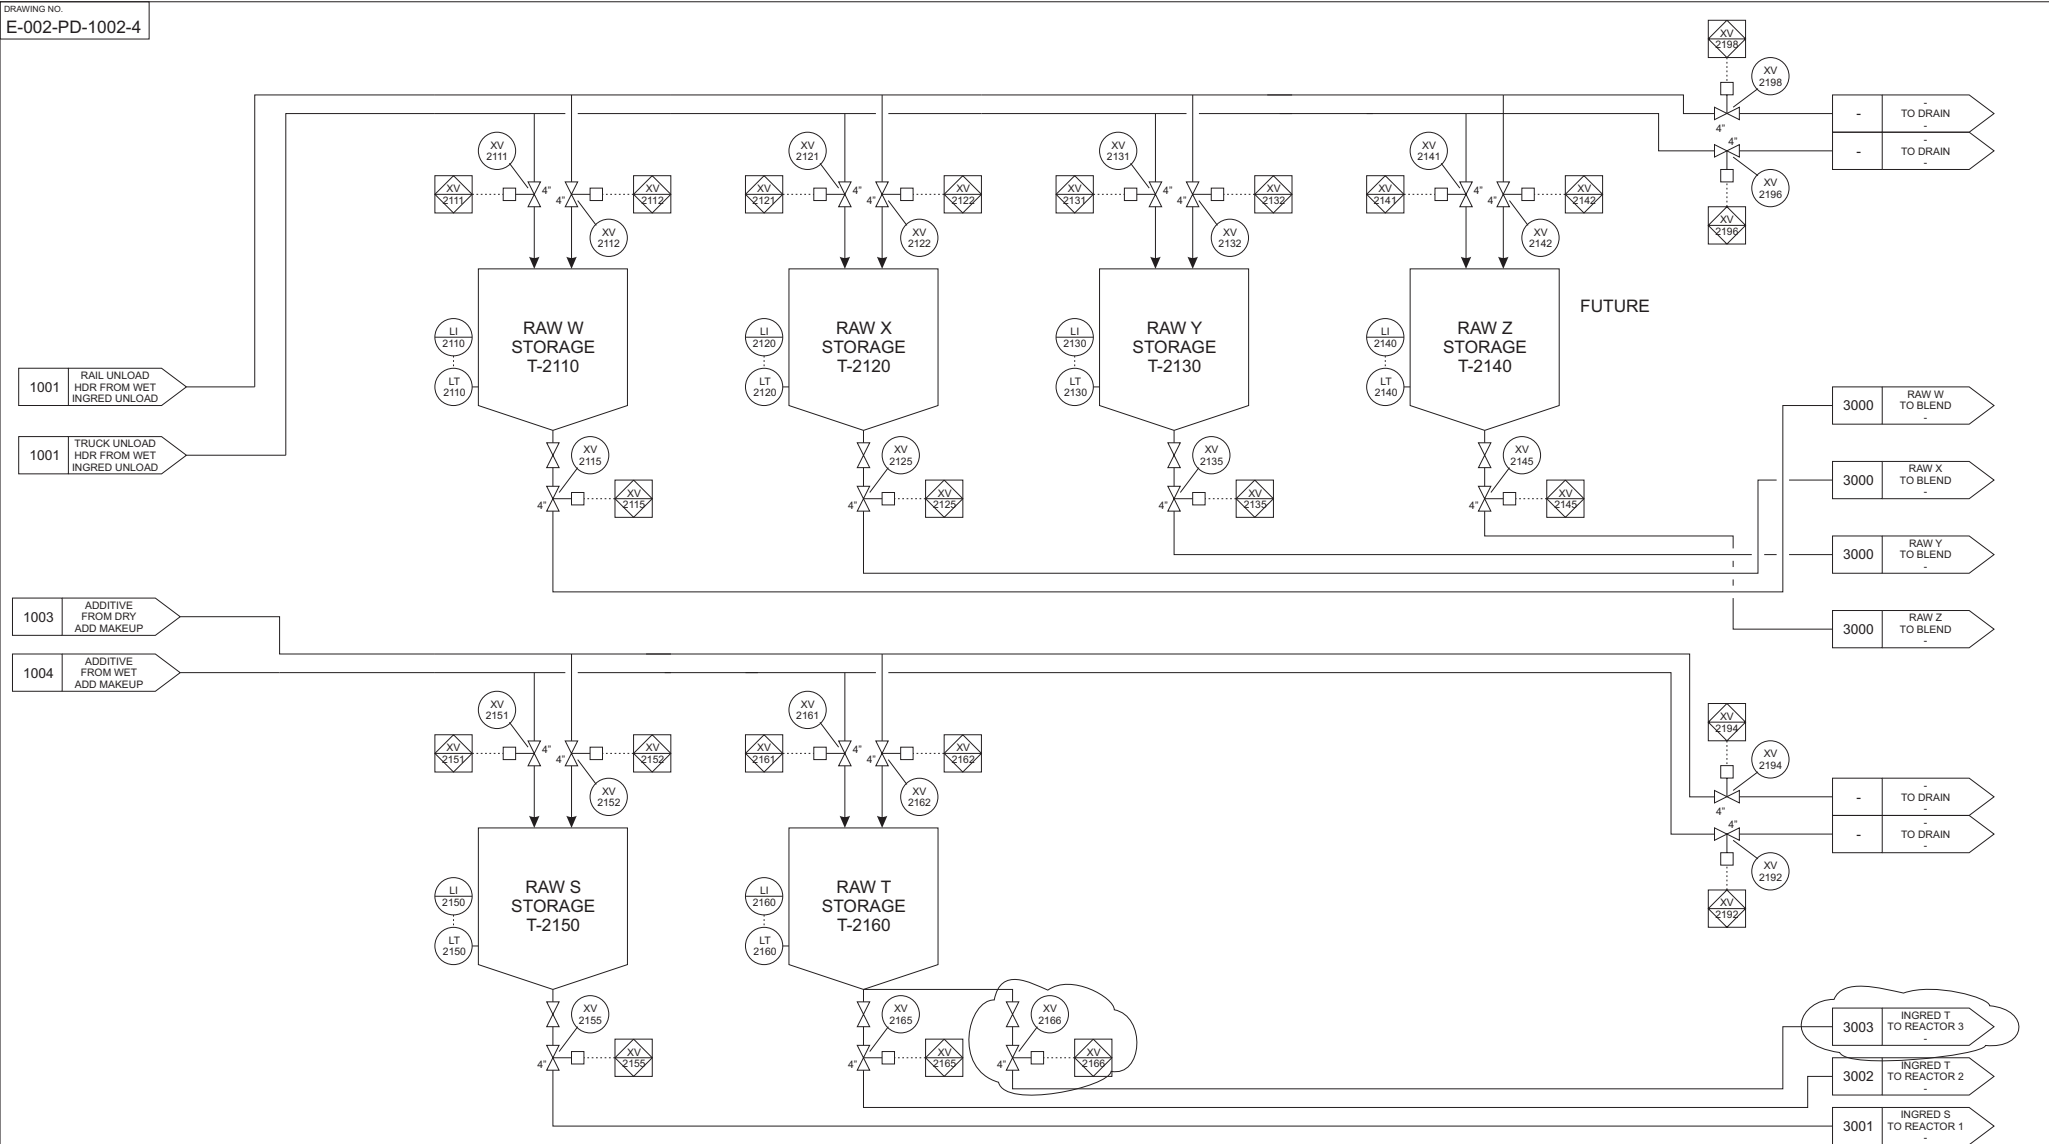 DRAWING NO.
E-002-PD-1002-4
XV
2198
XV
2198
4"
-
-
TO DRAIN
-
4"
-
-
TO DRAIN
-
XV
2196
XV
2196
XV
2111
XV
2111
4"
4"
XV
2112
XV
2112
XV
2121
XV
2121
4"
4"
XV
2122
XV
2122
XV
2131
XV
2131
4"
4"
XV
2132
XV
2132
XV
2141
XV
2141
4"
4"
XV
2142
XV
2142
RAW W
STORAGE
T-2110
LI
2110
LT
2110
RAW X
STORAGE
T-2120
LI
2120
LT
2120
RAW Y
STORAGE
T-2130
LI
2130
LT
2130
RAW Z
STORAGE
T-2140
LI
2140
LT
2140
FUTURE
1001
RAIL UNLOAD
HDR FROM WET
INGRED UNLOAD
1001
TRUCK UNLOAD
HDR FROM WET
INGRED UNLOAD
XV
2115
4"
XV
2115
XV
2125
4"
XV
2125
XV
2135
4"
XV
2135
XV
2145
4"
XV
2145
3000
RAW W
TO BLEND
-
3000
RAW X
TO BLEND
-
3000
RAW Y
TO BLEND
-
3000
RAW Z
TO BLEND
-
1003
ADDITIVE
FROM DRY
ADD MAKEUP
1004
ADDITIVE
FROM WET
ADD MAKEUP
XV
2151
XV
2151
4"
4"
XV
2152
XV
2152
XV
2161
XV
2161
4"
4"
XV
2162
XV
2162
XV
2194
XV
2194
4"
-
-
TO DRAIN
-
4"
-
-
TO DRAIN
-
XV
2192
XV
2192
RAW S
STORAGE
T-2150
LI
2150
LT
2150
RAW T
STORAGE
T-2160
LI
2160
LT
2160
XV
2155
4"
XV
2155
XV
2165
4"
XV
2165
XV
2166
4"
XV
2166
3003
INGRED T
TO REACTOR 3
-
3002
INGRED T
TO REACTOR 2
-
3001
INGRED S
TO REACTOR 1
-